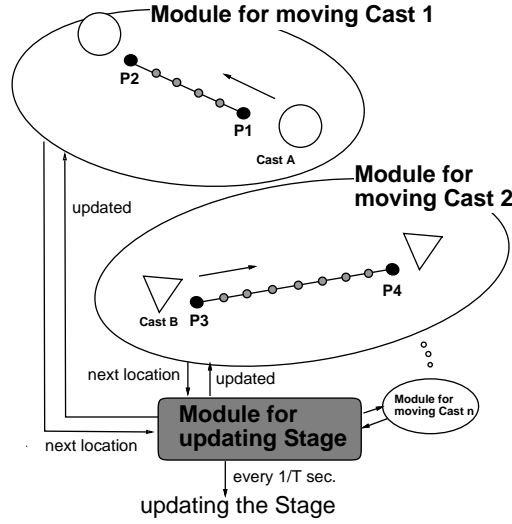 Module for moving Cast 1
P2
P1
Cast A
Module for
moving Cast 2
updated
P4
Cast B
P3
next location
updated
Module for
moving Cast n
Module for
updating Stage
next location
every 1/T sec.
updating the Stage